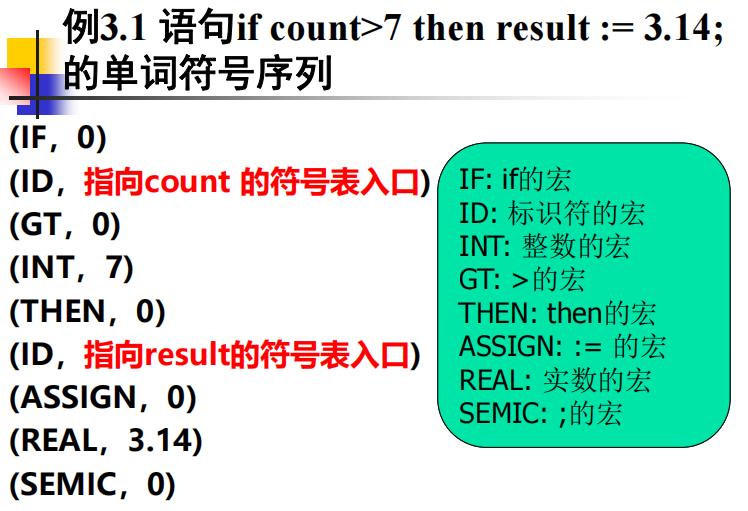 例3.1 语句if count>7 then result := 3.14;
的单词符号序列
(IF，0)
(ID，指向count 的符号表入口)
(GT，0)
(INT，7)
(THEN，0)
(ID，指向result的符号表入口)
(ASSIGN，0)
(REAL，3.14)
(SEMIC，0)
IF: if的宏
ID: 标识符的宏
INT: 整数的宏
GT: >的宏
THEN: then的宏
ASSIGN: := 的宏
REAL: 实数的宏
SEMIC: ;的宏